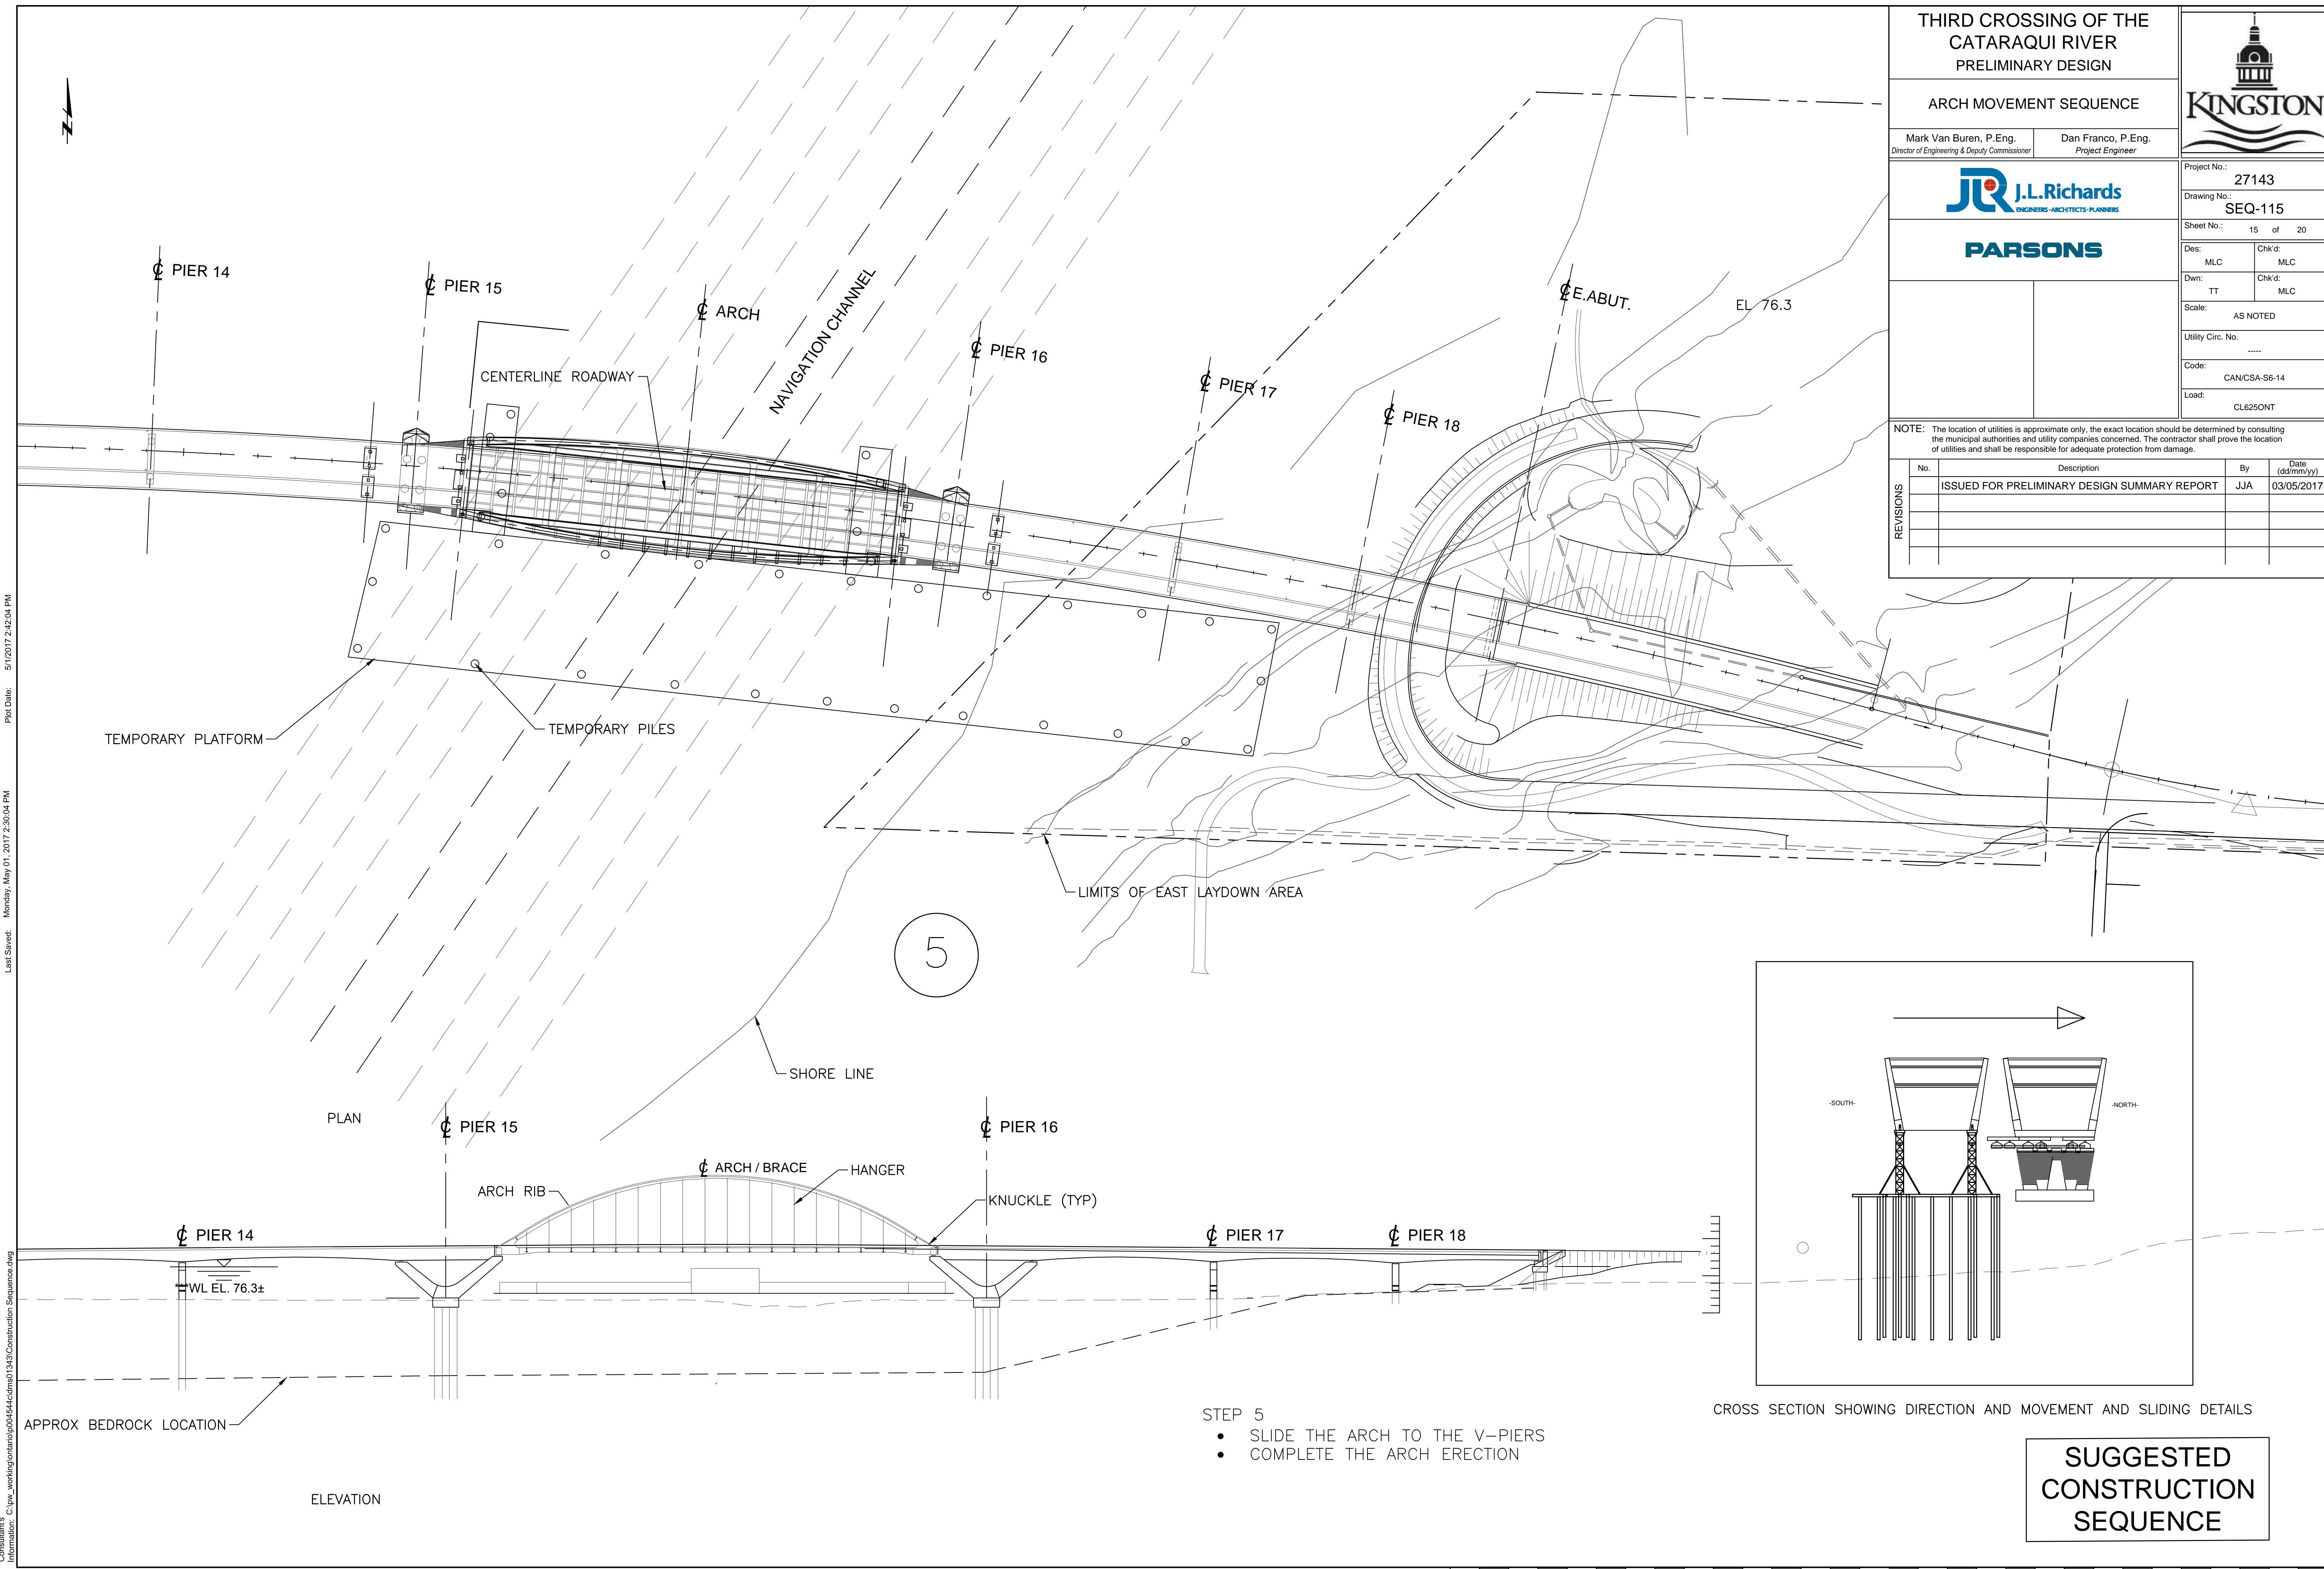 THIRD CROSSING OF THE
CATARAQUI RIVER
PRELIMINARY DESIGN
ARCH MOVEMENT SEQUENCE
Mark Van Buren, P.Eng.
Director of Engineering & Deputy Commissioner
Dan Franco, P.Eng.
Project Engineer
KINGSTON
JLR J.L.Richards
ENGINEERS · ARCHITECTS · PLANNERS
PARSONS
Project No.:
27143
Drawing No.:
SEQ-115
Sheet No.: 15 of 20
Des:
MLC
Chk'd:
MLC
Dwn:
TT
Chk'd:
MLC
Scale:
AS NOTED
Utility Circ. No.
-----
Code:
CAN/CSA-S6-14
Load:
CL625ONT
NOTE: The location of utilities is approximate only, the exact location should be determined by consulting
the municipal authorities and utility companies concerned. The contractor shall prove the location
of utilities and shall be responsible for adequate protection from damage.
REVISIONS
No. Description By Date
(dd/mm/yy)
ISSUED FOR PRELIMINARY DESIGN SUMMARY REPORT JJA 03/05/2017
N
℄ PIER 14
℄ PIER 15
℄ ARCH
NAVIGATION CHANNEL
℄ PIER 16
℄ PIER 17
℄ PIER 18
℄ E.ABUT.
EL 76.3
CENTERLINE ROADWAY
TEMPORARY PLATFORM
TEMPORARY PILES
LIMITS OF EAST LAYDOWN AREA
5
SHORE LINE
PLAN
℄ PIER 15
℄ PIER 16
℄ ARCH / BRACE
HANGER
ARCH RIB
KNUCKLE (TYP)
℄ PIER 14
℄ PIER 17
℄ PIER 18
WL EL. 76.3±
APPROX BEDROCK LOCATION
ELEVATION
STEP 5
• SLIDE THE ARCH TO THE V-PIERS
• COMPLETE THE ARCH ERECTION
-SOUTH-
-NORTH-
CROSS SECTION SHOWING DIRECTION AND MOVEMENT AND SLIDING DETAILS
SUGGESTED
CONSTRUCTION
SEQUENCE
Plot Date: 5/1/2017 2:42:04 PM
Last Saved: Monday, May 01, 2017 2:30:04 PM
Consultant's
Information: C:\pw_working\ontario\p004544c\dms01343\Construction Sequence.dwg